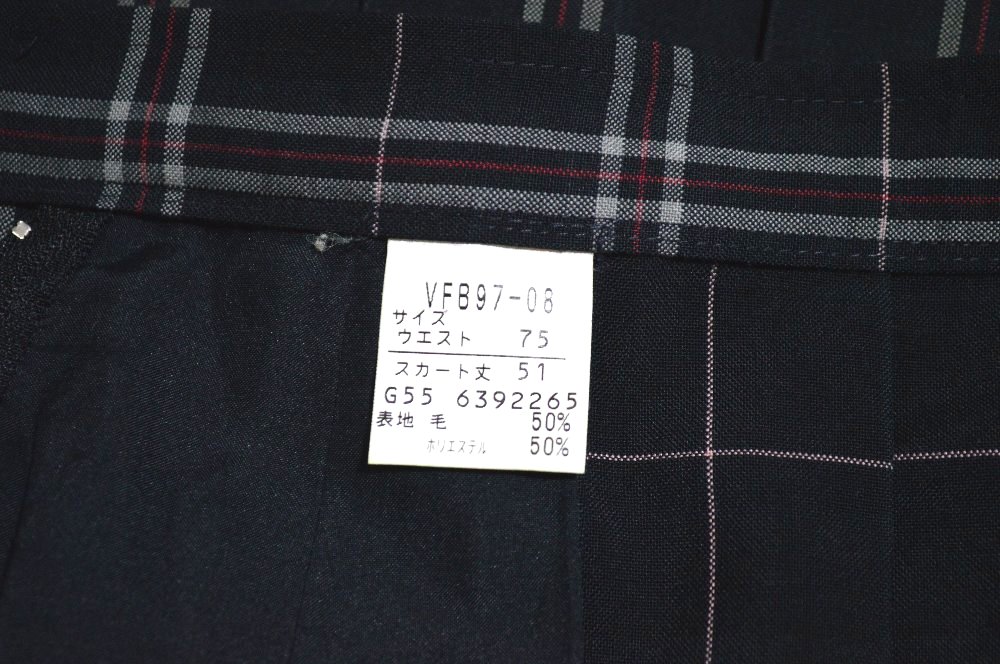 VFB97-08
サイズ
ウエスト 75
スカート丈 51
G55 6392265
表地 毛 50%
ポリエステル 50%